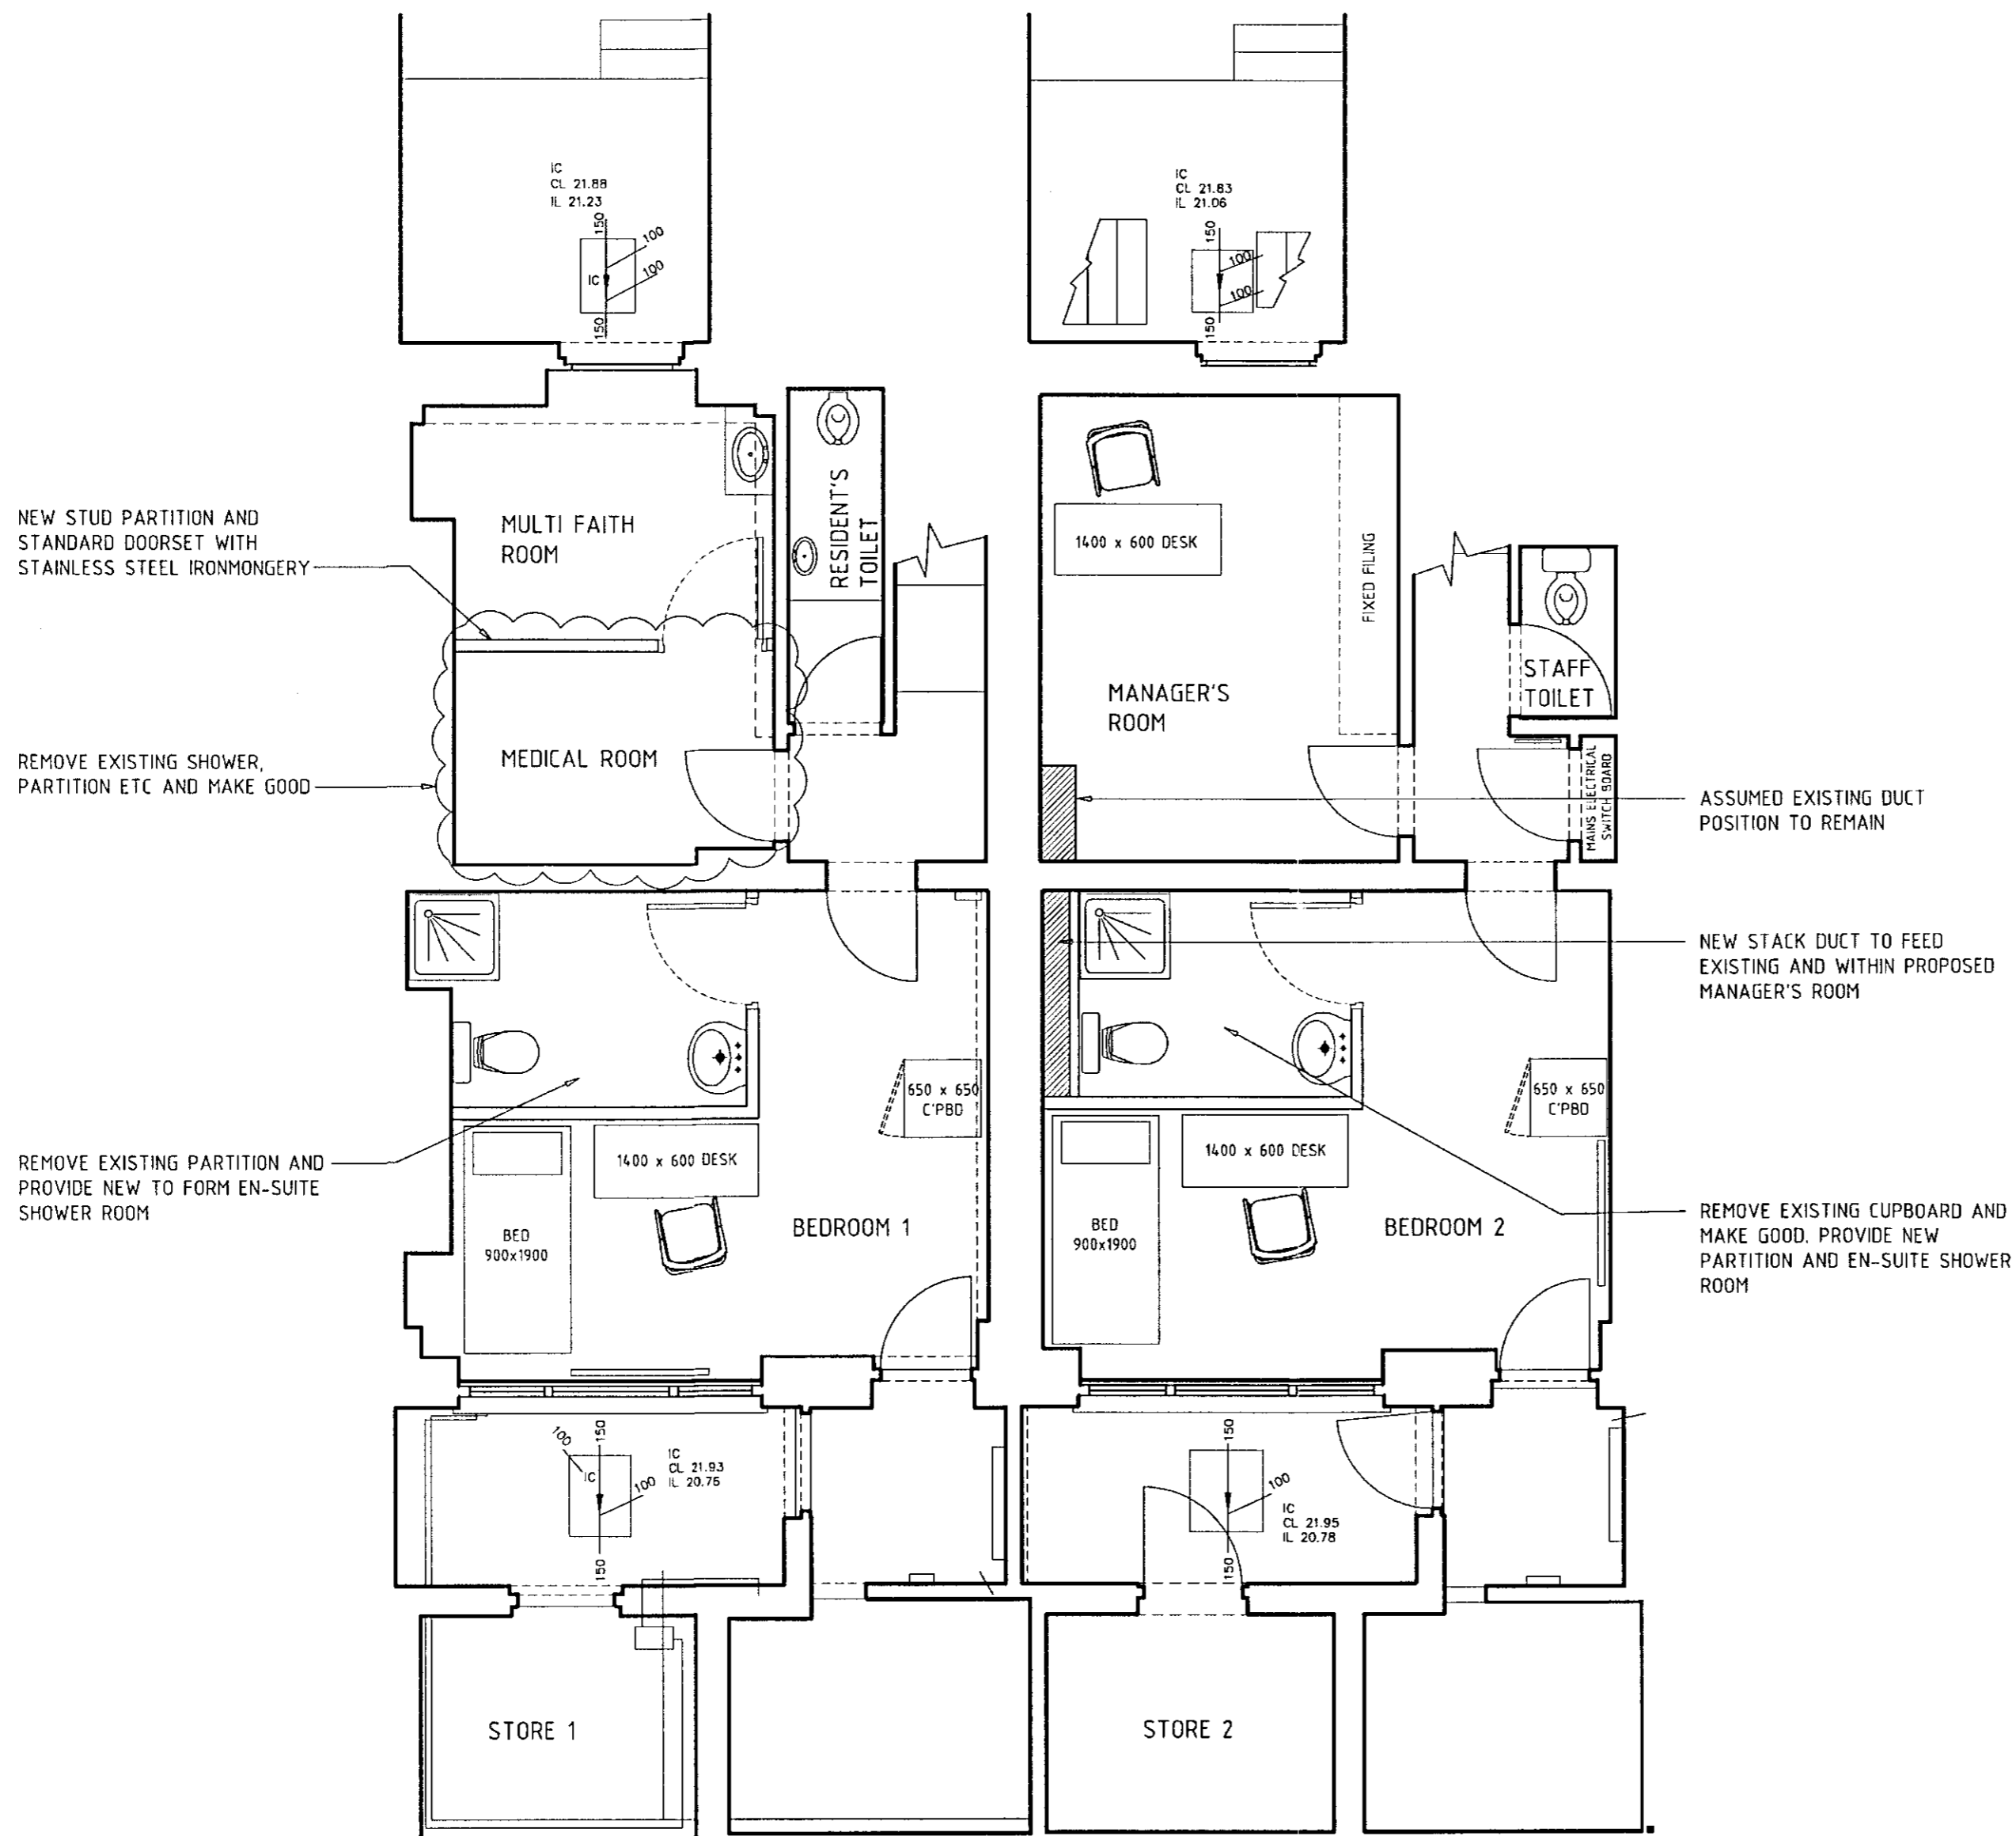 IC
CL 21.88
IL 21.23
150
100
100
IC
150
IC
CL 21.83
IL 21.06
150
100
100
150
NEW STUD PARTITION AND
STANDARD DOORSET WITH
STAINLESS STEEL IRONMONGERY
MULTI FAITH
ROOM
RESIDENT'S
TOILET
1400 x 600 DESK
FIXED FILING
STAFF
TOILET
MANAGER'S
ROOM
REMOVE EXISTING SHOWER,
PARTITION ETC AND MAKE GOOD
MEDICAL ROOM
MAINS ELECTRICAL
SWITCH BOARD
ASSUMED EXISTING DUCT
POSITION TO REMAIN
NEW STACK DUCT TO FEED
EXISTING AND WITHIN PROPOSED
MANAGER'S ROOM
650 x 650
C'PBD
650 x 650
C'PBD
REMOVE EXISTING PARTITION AND
PROVIDE NEW TO FORM EN-SUITE
SHOWER ROOM
1400 x 600 DESK
1400 x 600 DESK
BED
900x1900
BEDROOM 1
BED
900x1900
BEDROOM 2
REMOVE EXISTING CUPBOARD AND
MAKE GOOD. PROVIDE NEW
PARTITION AND EN-SUITE SHOWER
ROOM
100
150
IC
100
150
IC
CL 21.93
IL 20.75
150
100
150
IC
CL 21.95
IL 20.78
STORE 1
STORE 2